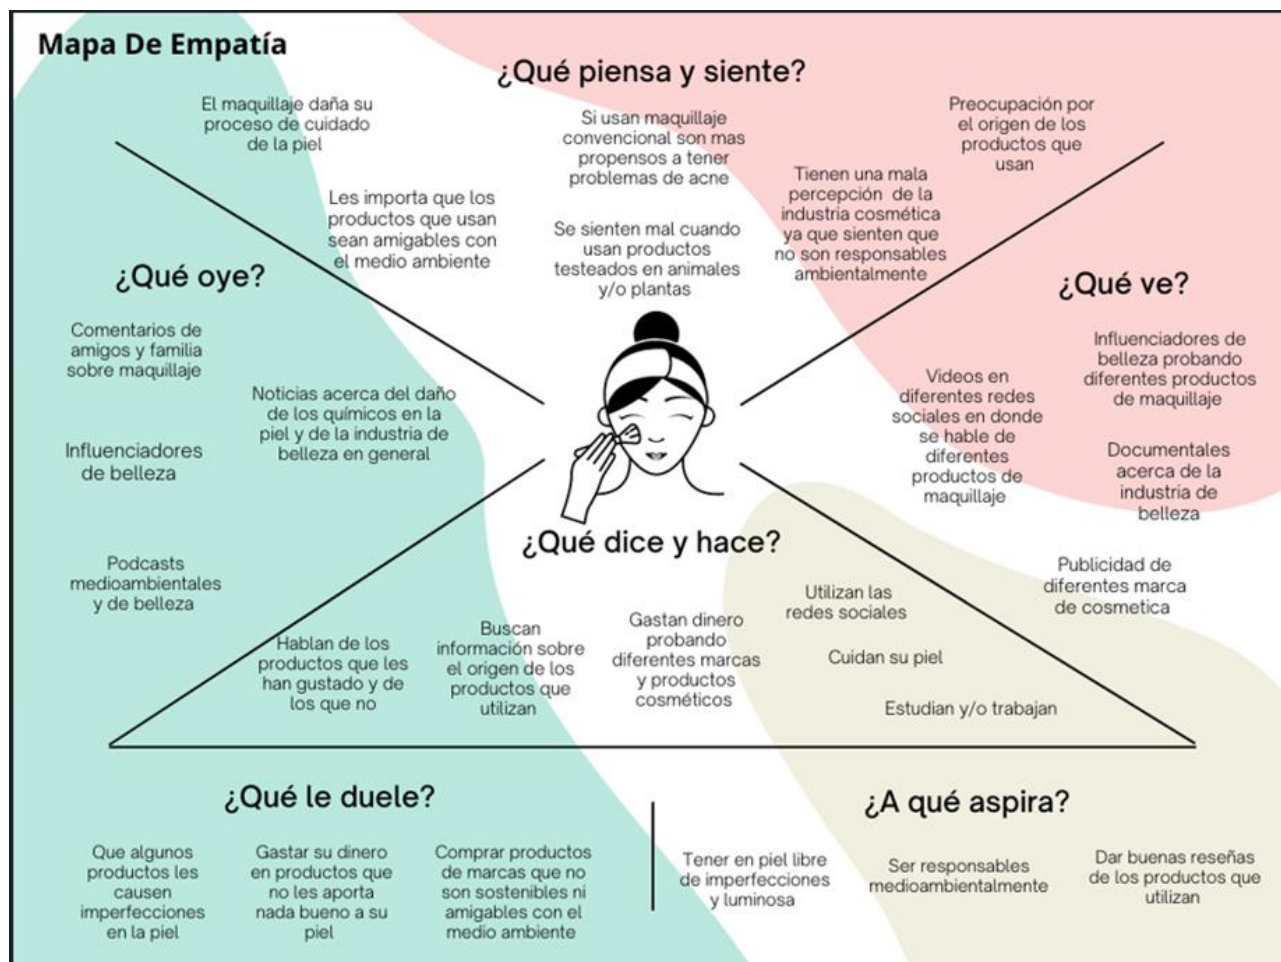 Mapa De Empatía
¿Qué piensa y siente?
El maquillaje daña su
proceso de cuidado
de la piel
Les importa que los
productos que usan
sean amigables con
el medio ambiente
Si usan maquillaje
convencional son mas
propensos a tener
problemas de acne
Se sienten mal cuando
usan productos
testeados en animales
y/o plantas
Tienen una mala
percepción de la
industria cosmética
ya que sienten que
no son responsables
ambientalmente
Preocupación por
el origen de los
productos que
usan
¿Qué oye?
Comentarios de
amigos y familia
sobre maquillaje
Noticias acerca del daño
de los químicos en la
piel y de la industria de
belleza en general
Influenciadores
de belleza
Podcasts
medioambientales
y de belleza
¿Qué ve?
Influenciadores de
belleza probando
diferentes productos
de maquillaje
Videos en
diferentes redes
sociales en donde
se hable de
diferentes
productos de
maquillaje
Documentales
acerca de la
industria de
belleza
Publicidad de
diferentes marca
de cosmetica
¿Qué dice y hace?
Hablan de los
productos que les
han gustado y de
los que no
Buscan
información sobre
el origen de los
productos que
utilizan
Gastan dinero
probando
diferentes marcas
y productos
cosméticos
Utilizan las
redes sociales
Cuidan su piel
Estudian y/o trabajan
¿Qué le duele?
Que algunos
productos les
causen
imperfecciones
en la piel
Gastar su dinero
en productos que
no les aporta
nada bueno a su
piel
Comprar productos
de marcas que no
son sostenibles ni
amigables con el
medio ambiente
¿A qué aspira?
Tener en piel libre
de imperfecciones
y luminosa
Ser responsables
medioambientalmente
Dar buenas reseñas
de los productos que
utilizan